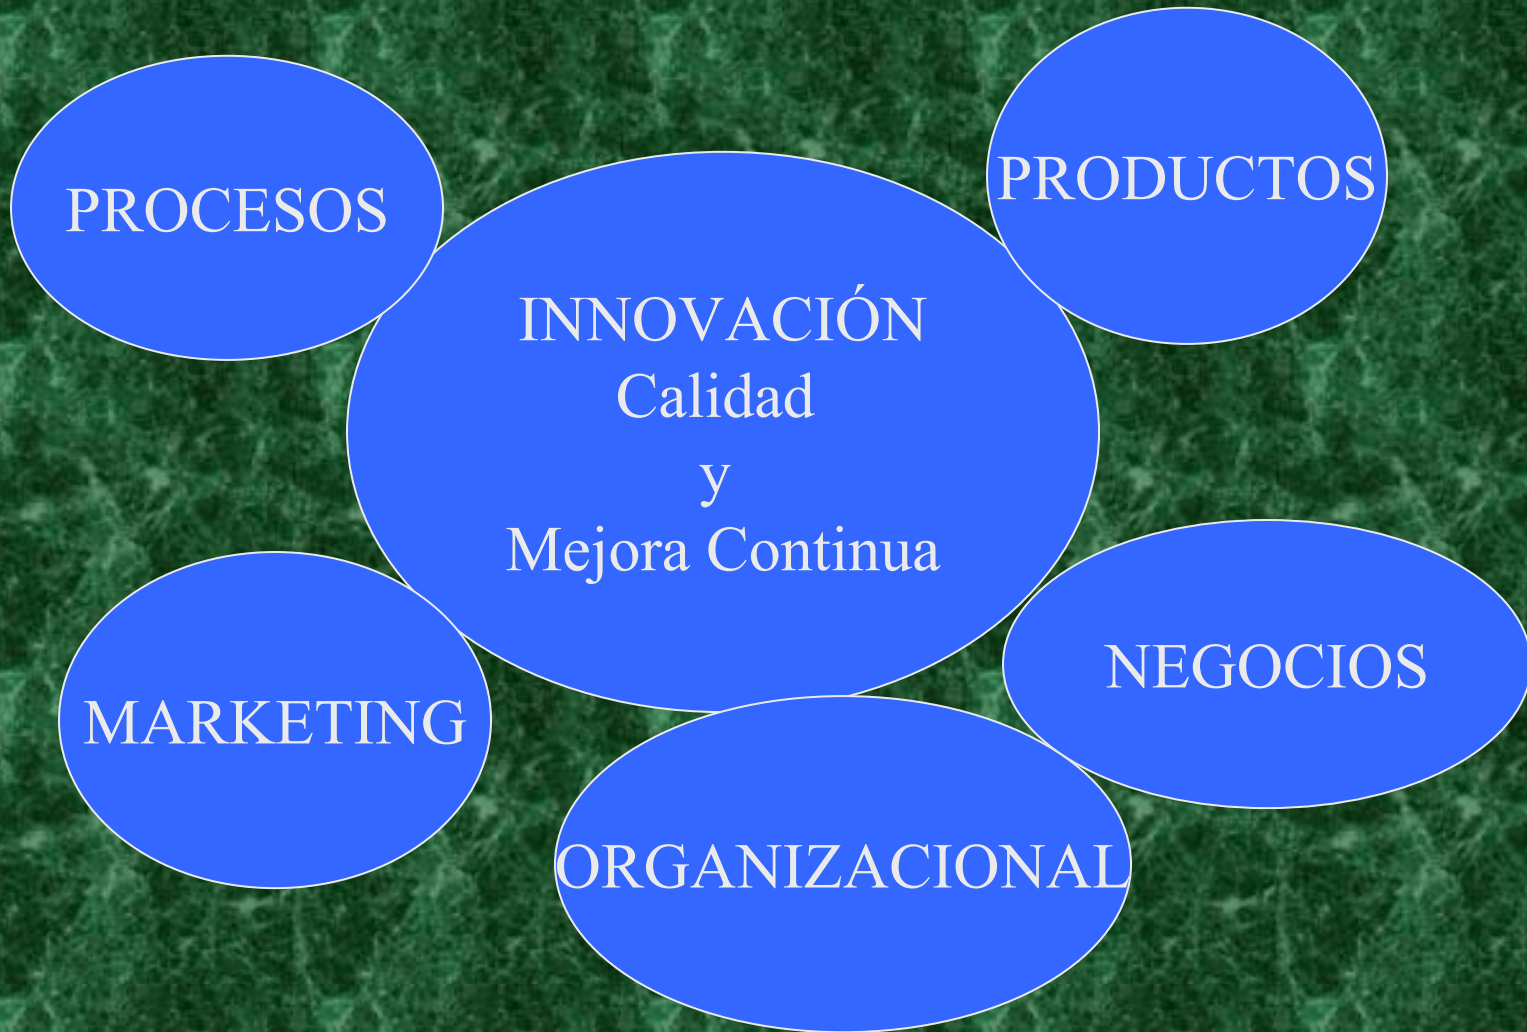 PROCESOS
PRODUCTOS
INNOVACIÓN
Calidad
y
Mejora Continua
MARKETING
NEGOCIOS
ORGANIZACIONAL